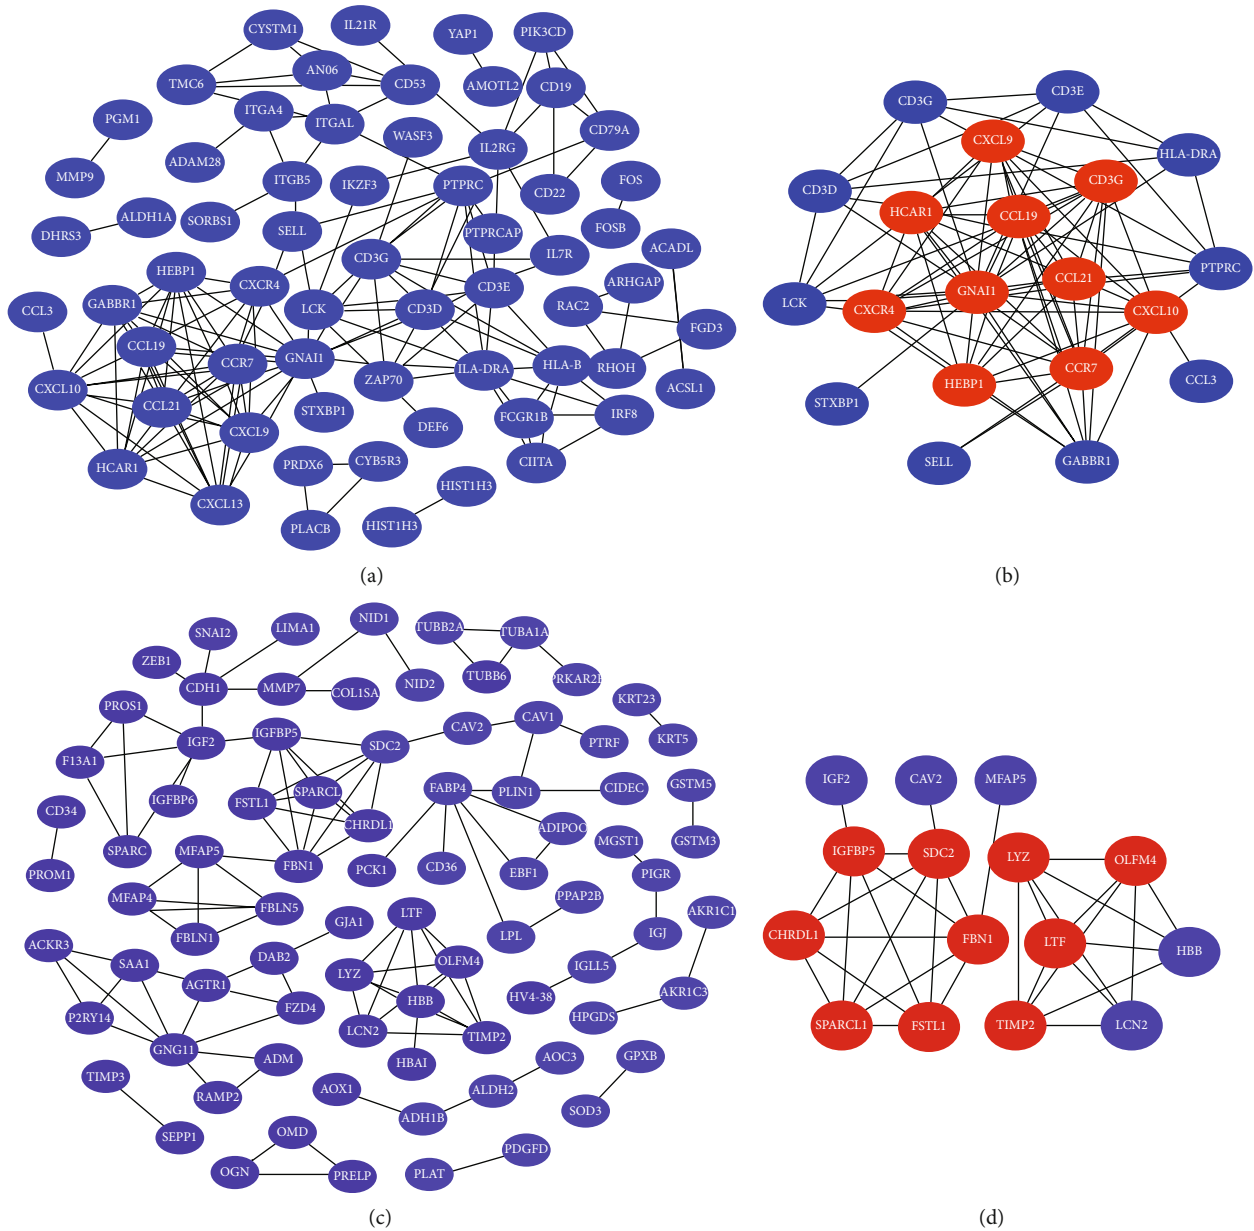 CYSTM1
IL21R
YAP1
PIK3CD
TMC6
AN06
CD53
AMOTL2
CD19
PGM1
ITGA4
ITGAL
WASF3
IL2RG
CD79A
MMP9
ADAM28
ITGB5
IKZF3
PTPRC
CD22
FOS
DHRS3
ALDH1A
SORBS1
SELL
PTPRCAP
FOSB
ACADL
HEBP1
CXCR4
CD3G
IL7R
ARHGAP
CCL3
GABBR1
LCK
CD3D
CD3E
RAC2
FGD3
CCL19
CCR7
GNAI1
ZAP70
ILA-DRA
HLA-B
RHOH
ACSL1
CXCL10
CCL21
CXCL9
STXBP1
DEF6
FCGR1B
IRF8
HCAR1
CXCL13
PRDX6
CYB5R3
CIITA
PLACB
HIST1H3
HIST1H3
(a)
CD3G
CD3E
CXCL9
HLA-DRA
CD3D
HCAR1
CCL19
CD3G
LCK
CXCR4
GNAI1
CCL21
PTPRC
CXCL10
STXBP1
HEBP1
CCR7
CCL3
SELL
GABBR1
(b)
SNAI2
LIMA1
NID1
TUBB2A
TUBA1A
ZEB1
CDH1
MMP7
COL1SA
NID2
TUBB6
PRKAR2B
PROS1
IGF2
IGFBP5
SDC2
CAV2
CAV1
PTRF
KRT23
KRT5
F13A1
IGFBP6
FSTL1
SPARCL
CHRDL1
FABP4
PLIN1
CIDEC
GSTM5
CD34
SPARC
MFAP5
FBN1
PCK1
CD36
ADIPOQ
EBF1
MGST1
GSTM3
PROM1
MFAP4
FBLN5
FBLN1
GJA1
LTF
LPL
PPAP2B
PIGR
AKR1C1
ACKR3
SAA1
AGTR1
DAB2
LYZ
OLFM4
IGLL5
IGJ
P2RY14
FZD4
HBB
HV4-38
AKR1C3
GNG11
ADM
LCN2
TIMP2
HPGDS
TIMP3
RAMP2
HBAI
AOC3
GPXB
AOX1
ALDH2
SEPP1
ADH1B
SOD3
OMD
OGN
PRELP
PLAT
PDGFD
(c)
IGF2
CAV2
MFAP5
IGFBP5
SDC2
LYZ
OLFM4
CHRDL1
FBN1
LTF
HBB
SPARCL1
FSTL1
TIMP2
LCN2
(d)